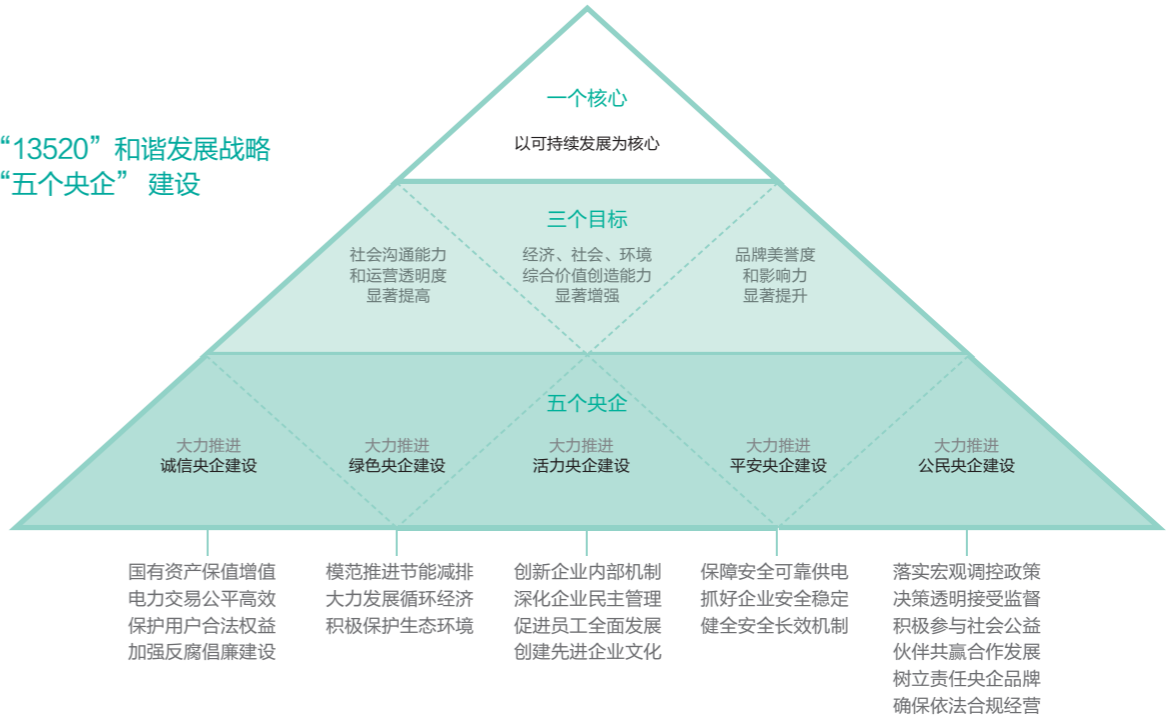 “13520”和谐发展战略
“五个央企” 建设
一个核心
以可持续发展为核心
三个目标
社会沟通能力
和运营透明度
显著提高
经济、社会、环境
综合价值创造能力
显著增强
品牌美誉度
和影响力
显著提升
五个央企
大力推进
诚信央企建设
大力推进
绿色央企建设
大力推进
活力央企建设
大力推进
平安央企建设
大力推进
公民央企建设
国有资产保值增值
电力交易公平高效
保护用户合法权益
加强反腐倡廉建设
模范推进节能减排
大力发展循环经济
积极保护生态环境
创新企业内部机制
深化企业民主管理
促进员工全面发展
创建先进企业文化
保障安全可靠供电
抓好企业安全稳定
健全安全长效机制
落实宏观调控政策
决策透明接受监督
积极参与社会公益
伙伴共赢合作发展
树立责任央企品牌
确保依法合规经营